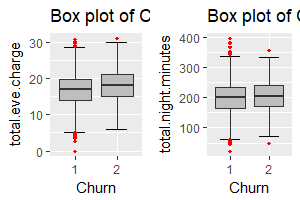 Box plot of C
total.eve.charge
30
20
10
0
1
2
Churn
Box plot of C
total.night.minutes
400
300
200
100
1
2
Churn